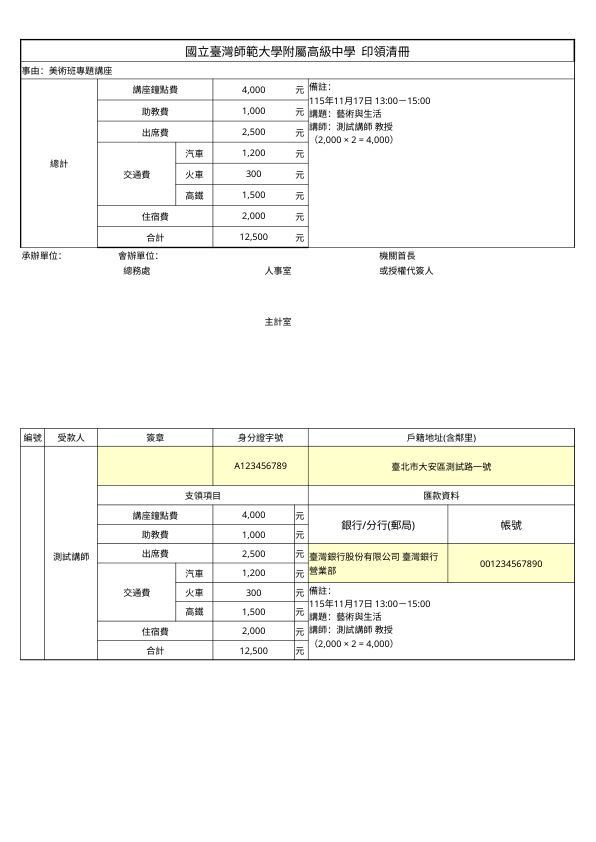 國立臺灣師範大學附屬高級中學 印領清冊
事由：美術班專題講座
總計
講座鐘點費 4,000 元
助教費 1,000 元
出席費 2,500 元
交通費
汽車 1,200 元
火車 300 元
高鐵 1,500 元
住宿費 2,000 元
合計 12,500 元
備註：
115年11月17日 13:00－15:00
講題：藝術與生活
講師：測試講師 教授
（2,000 × 2 = 4,000）
承辦單位： 會辦單位： 機關首長
總務處 人事室 或授權代簽人
主計室
編號 受款人 簽章 身分證字號 戶籍地址(含鄰里)
測試講師
A123456789 臺北市大安區測試路一號
支領項目 匯款資料
講座鐘點費 4,000 元
助教費 1,000 元
出席費 2,500 元
交通費
汽車 1,200 元
火車 300 元
高鐵 1,500 元
住宿費 2,000 元
合計 12,500 元
銀行/分行(郵局) 帳號
臺灣銀行股份有限公司 臺灣銀行
營業部
001234567890
備註：
115年11月17日 13:00－15:00
講題：藝術與生活
講師：測試講師 教授
（2,000 × 2 = 4,000）